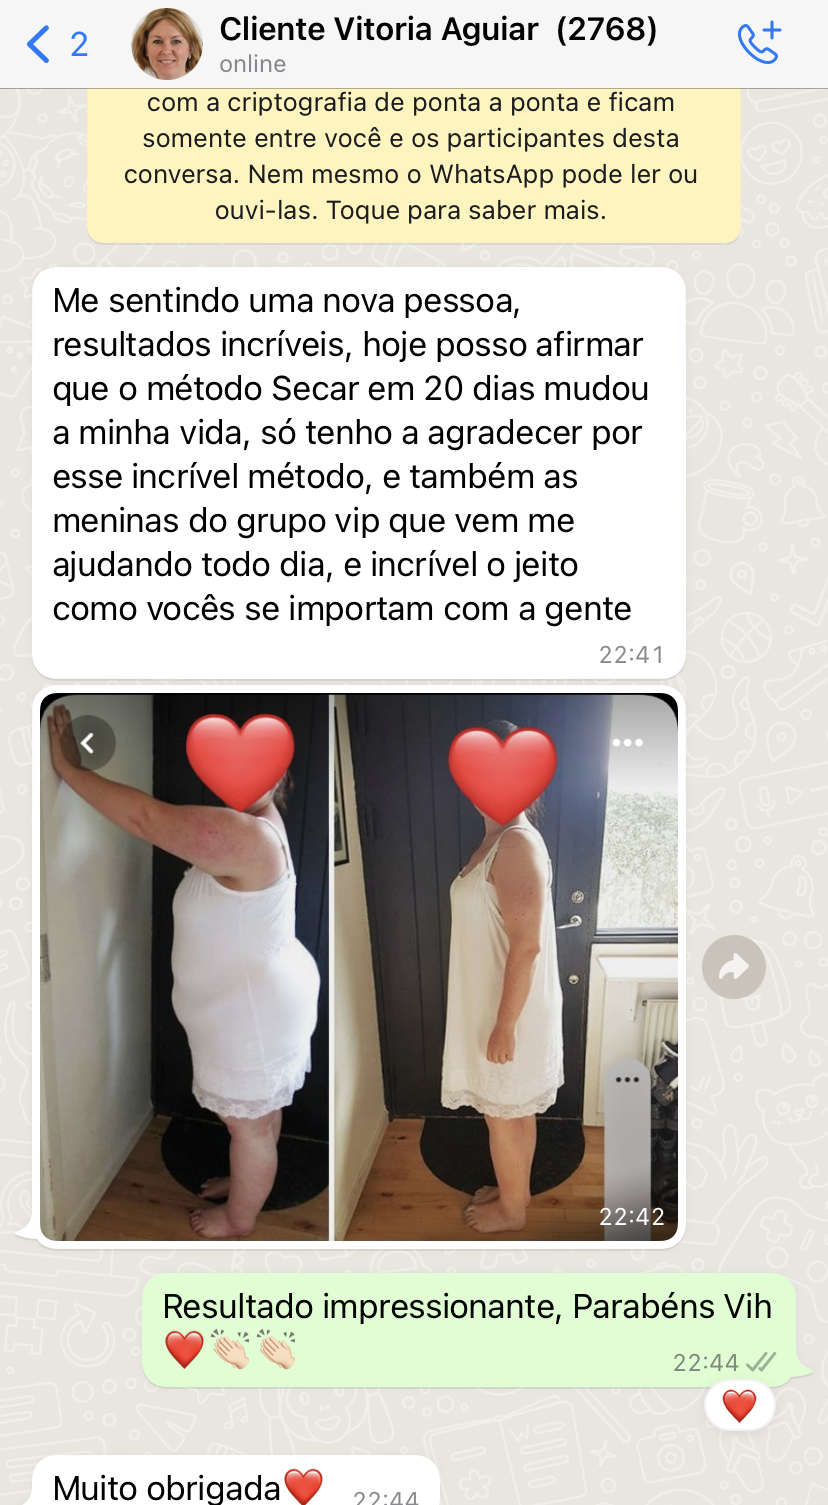 2
Cliente Vitoria Aguiar (2768)
online
com a criptografia de ponta a ponta e ficam
somente entre você e os participantes desta
conversa. Nem mesmo o WhatsApp pode ler ou
ouvi-las. Toque para saber mais.
Me sentindo uma nova pessoa,
resultados incríveis, hoje posso afirmar
que o método Secar em 20 dias mudou
a minha vida, só tenho a agradecer por
esse incrível método, e também as
meninas do grupo vip que vem me
ajudando todo dia, e incrível o jeito
como vocês se importam com a gente
22:41
22:42
Resultado impressionante, Parabéns Vih
❤️👏🏻👏🏻
22:44
❤️
Muito obrigada❤️ 22:44